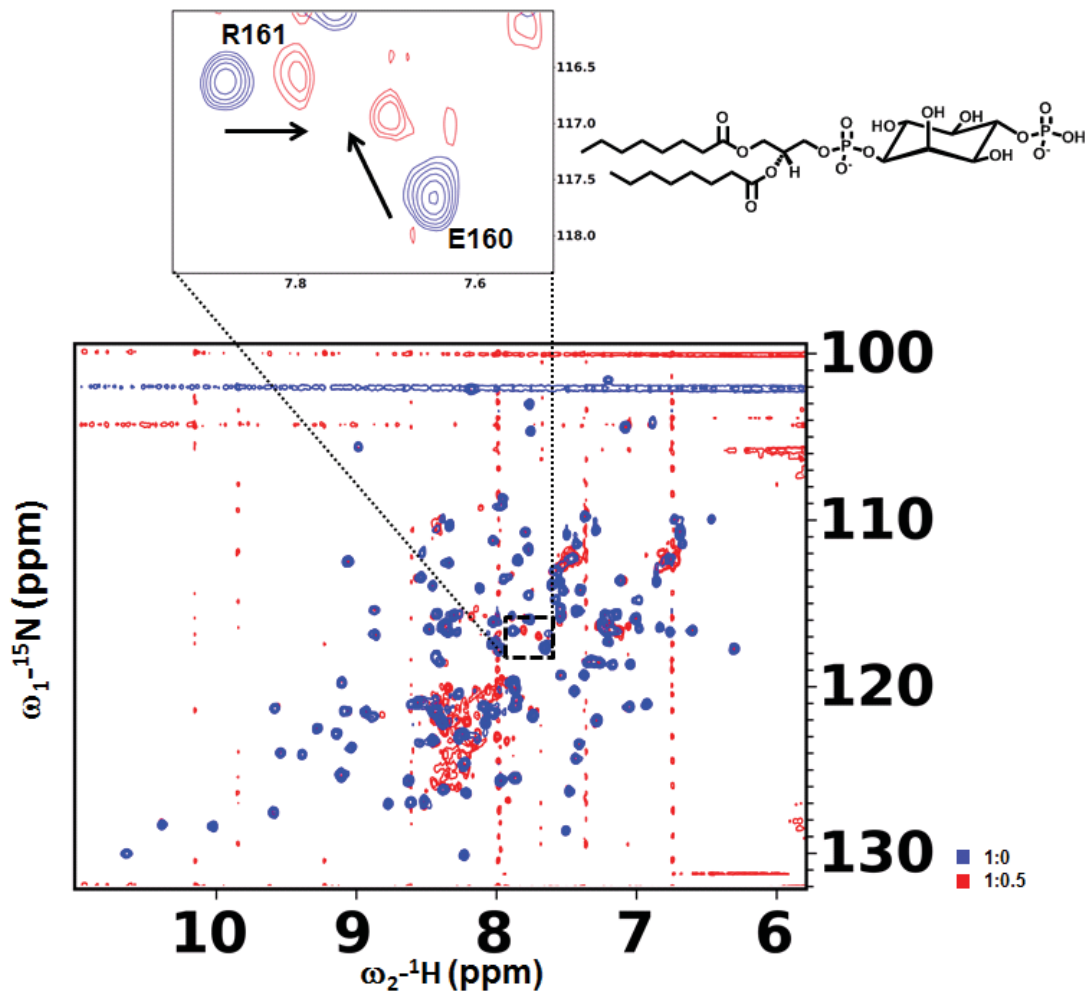 R161
E160
116.5
117.0
117.5
118.0
7.8
7.6
O
O
O
O
H
O
P
O
O⁻
O
HO
OH
OH
OH
HO
O
P
O
O⁻
OH
100
110
120
130
10
9
8
7
6
ω1-15N (ppm)
ω2-1H (ppm)
1:0
1:0.5